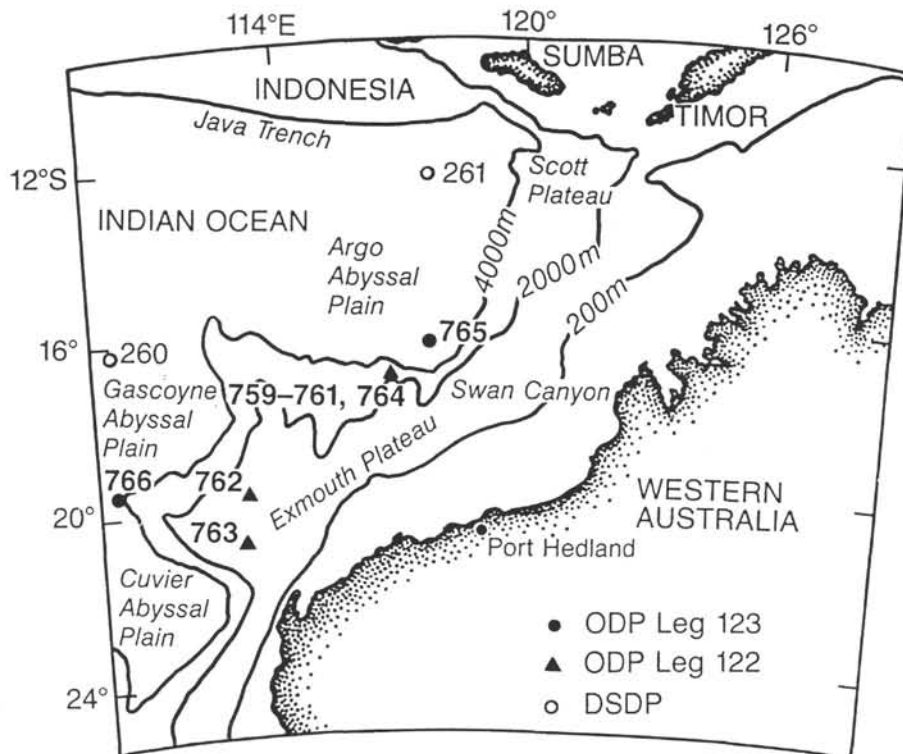 114°E
120°
126°
SUMBA
INDONESIA
TIMOR
Java Trench
12°S
261
Scott
Plateau
INDIAN OCEAN
Argo
Abyssal
Plain
4000m
2000m
200m
765
16°
260
Gascoyne
Abyssal
Plain
759–761, 764
Swan Canyon
766
762
Exmouth Plateau
WESTERN
AUSTRALIA
20°
763
Port Hedland
Cuvier
Abyssal
Plain
ODP Leg 123
ODP Leg 122
24°
DSDP